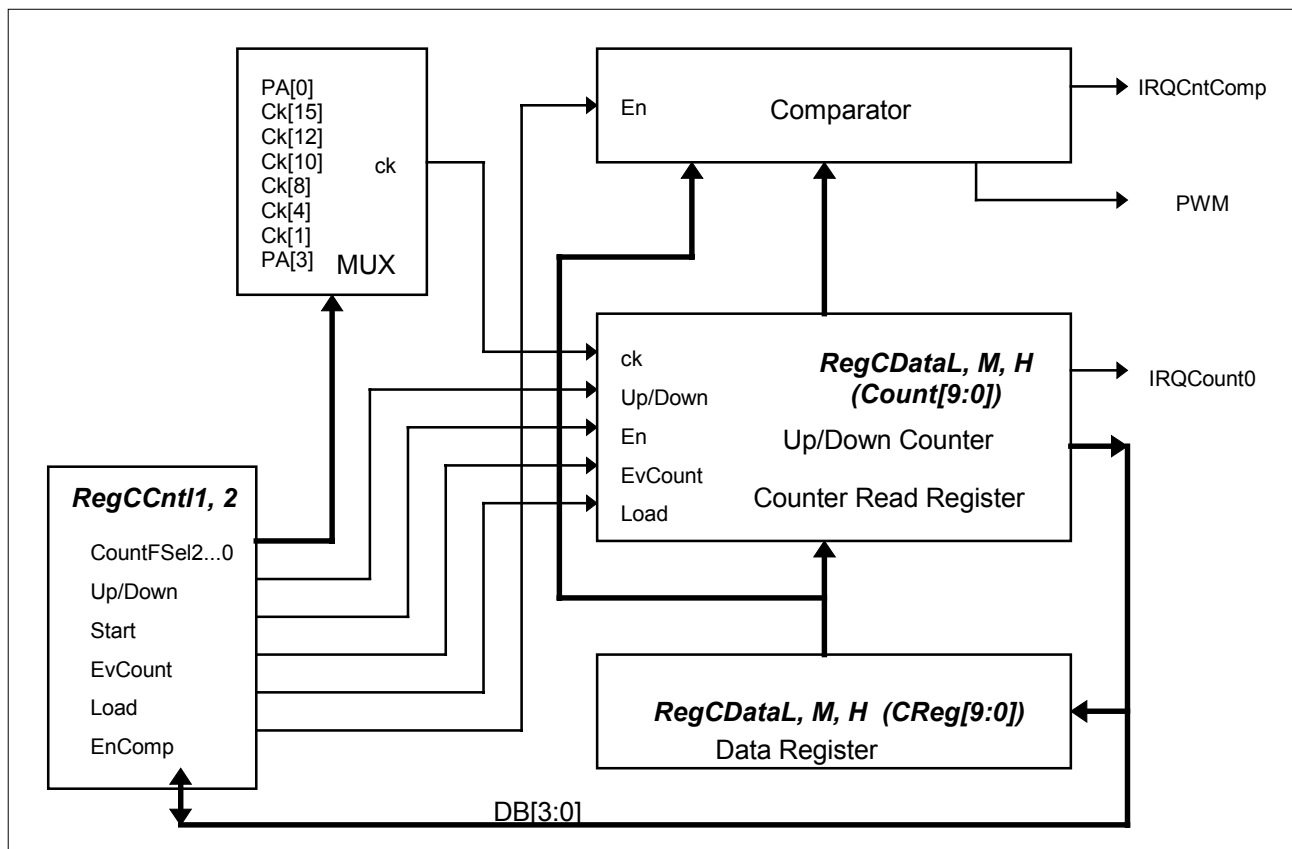 PA[0]
Ck[15]
Ck[12]
Ck[10]
Ck[8]
Ck[4]
Ck[1]
PA[3]
ck
MUX
En
Comparator
IRQCntComp
PWM
ck
Up/Down
En
EvCount
Load
RegCDataL, M, H
(Count[9:0])
Up/Down Counter
Counter Read Register
IRQCount0
RegCCntl1, 2
CountFSel2...0
Up/Down
Start
EvCount
Load
EnComp
RegCDataL, M, H (CReg[9:0])
Data Register
DB[3:0]